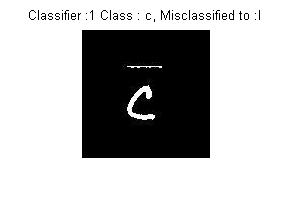 Classifier :1 Class : c, Misclassified to :l
c